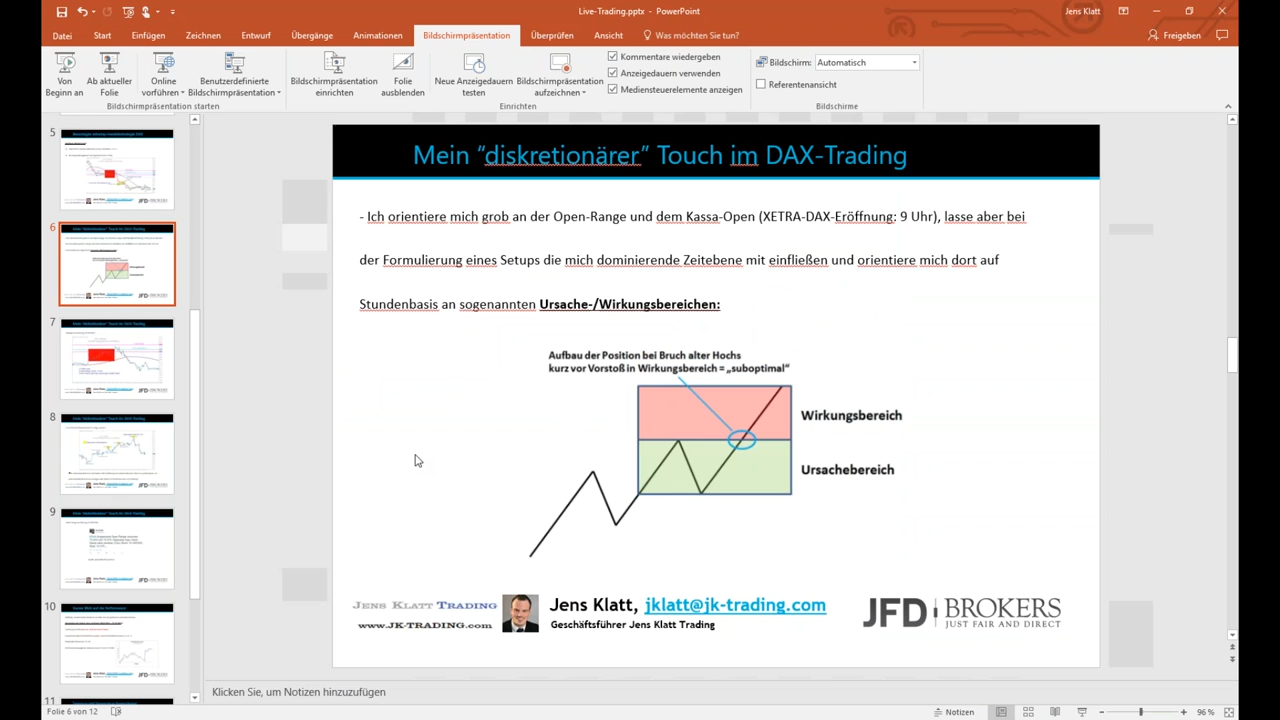 Live-Trading.pptx - PowerPoint
Jens Klatt
Datei Start Einfügen Zeichnen Entwurf Übergänge Animationen Bildschirmpräsentation Überprüfen Ansicht Was möchten Sie tun? Freigeben
Von Beginn an
Ab aktueller Folie
Online vorführen
Benutzerdefinierte Bildschirmpräsentation
Bildschirmpräsentation starten
Bildschirmpräsentation einrichten
Folie ausblenden
Neue Anzeigedauern testen
Bildschirmpräsentation aufzeichnen
Kommentare wiedergeben
Anzeigedauern verwenden
Mediensteuerelemente anzeigen
Einrichten
Bildschirm: Automatisch
Referentenansicht
Bildschirme
5
6
7
8
9
10
11
Mein “diskretionärer” Touch im DAX-Trading
- Ich orientiere mich grob an der Open-Range und dem Kassa-Open (XETRA-DAX-Eröffnung: 9 Uhr), lasse aber bei
der Formulierung eines Setups die mich dominierende Zeitebene mit einfließen und orientiere mich dort auf
Stundenbasis an sogenannten Ursache-/Wirkungsbereichen:
Aufbau der Position bei Bruch alter Hochs
kurz vor Vorstoß in Wirkungsbereich = „suboptimal“
Wirkungsbereich
Ursachebereich
JENS KLATT TRADING
www.JK-TRADING.com
Jens Klatt, jklatt@jk-trading.com
Geschäftsführer Jens Klatt Trading
JFD BROKERS
JUST FAIR AND DIRECT
Klicken Sie, um Notizen hinzuzufügen
Folie 6 von 12
Notizen
96 %